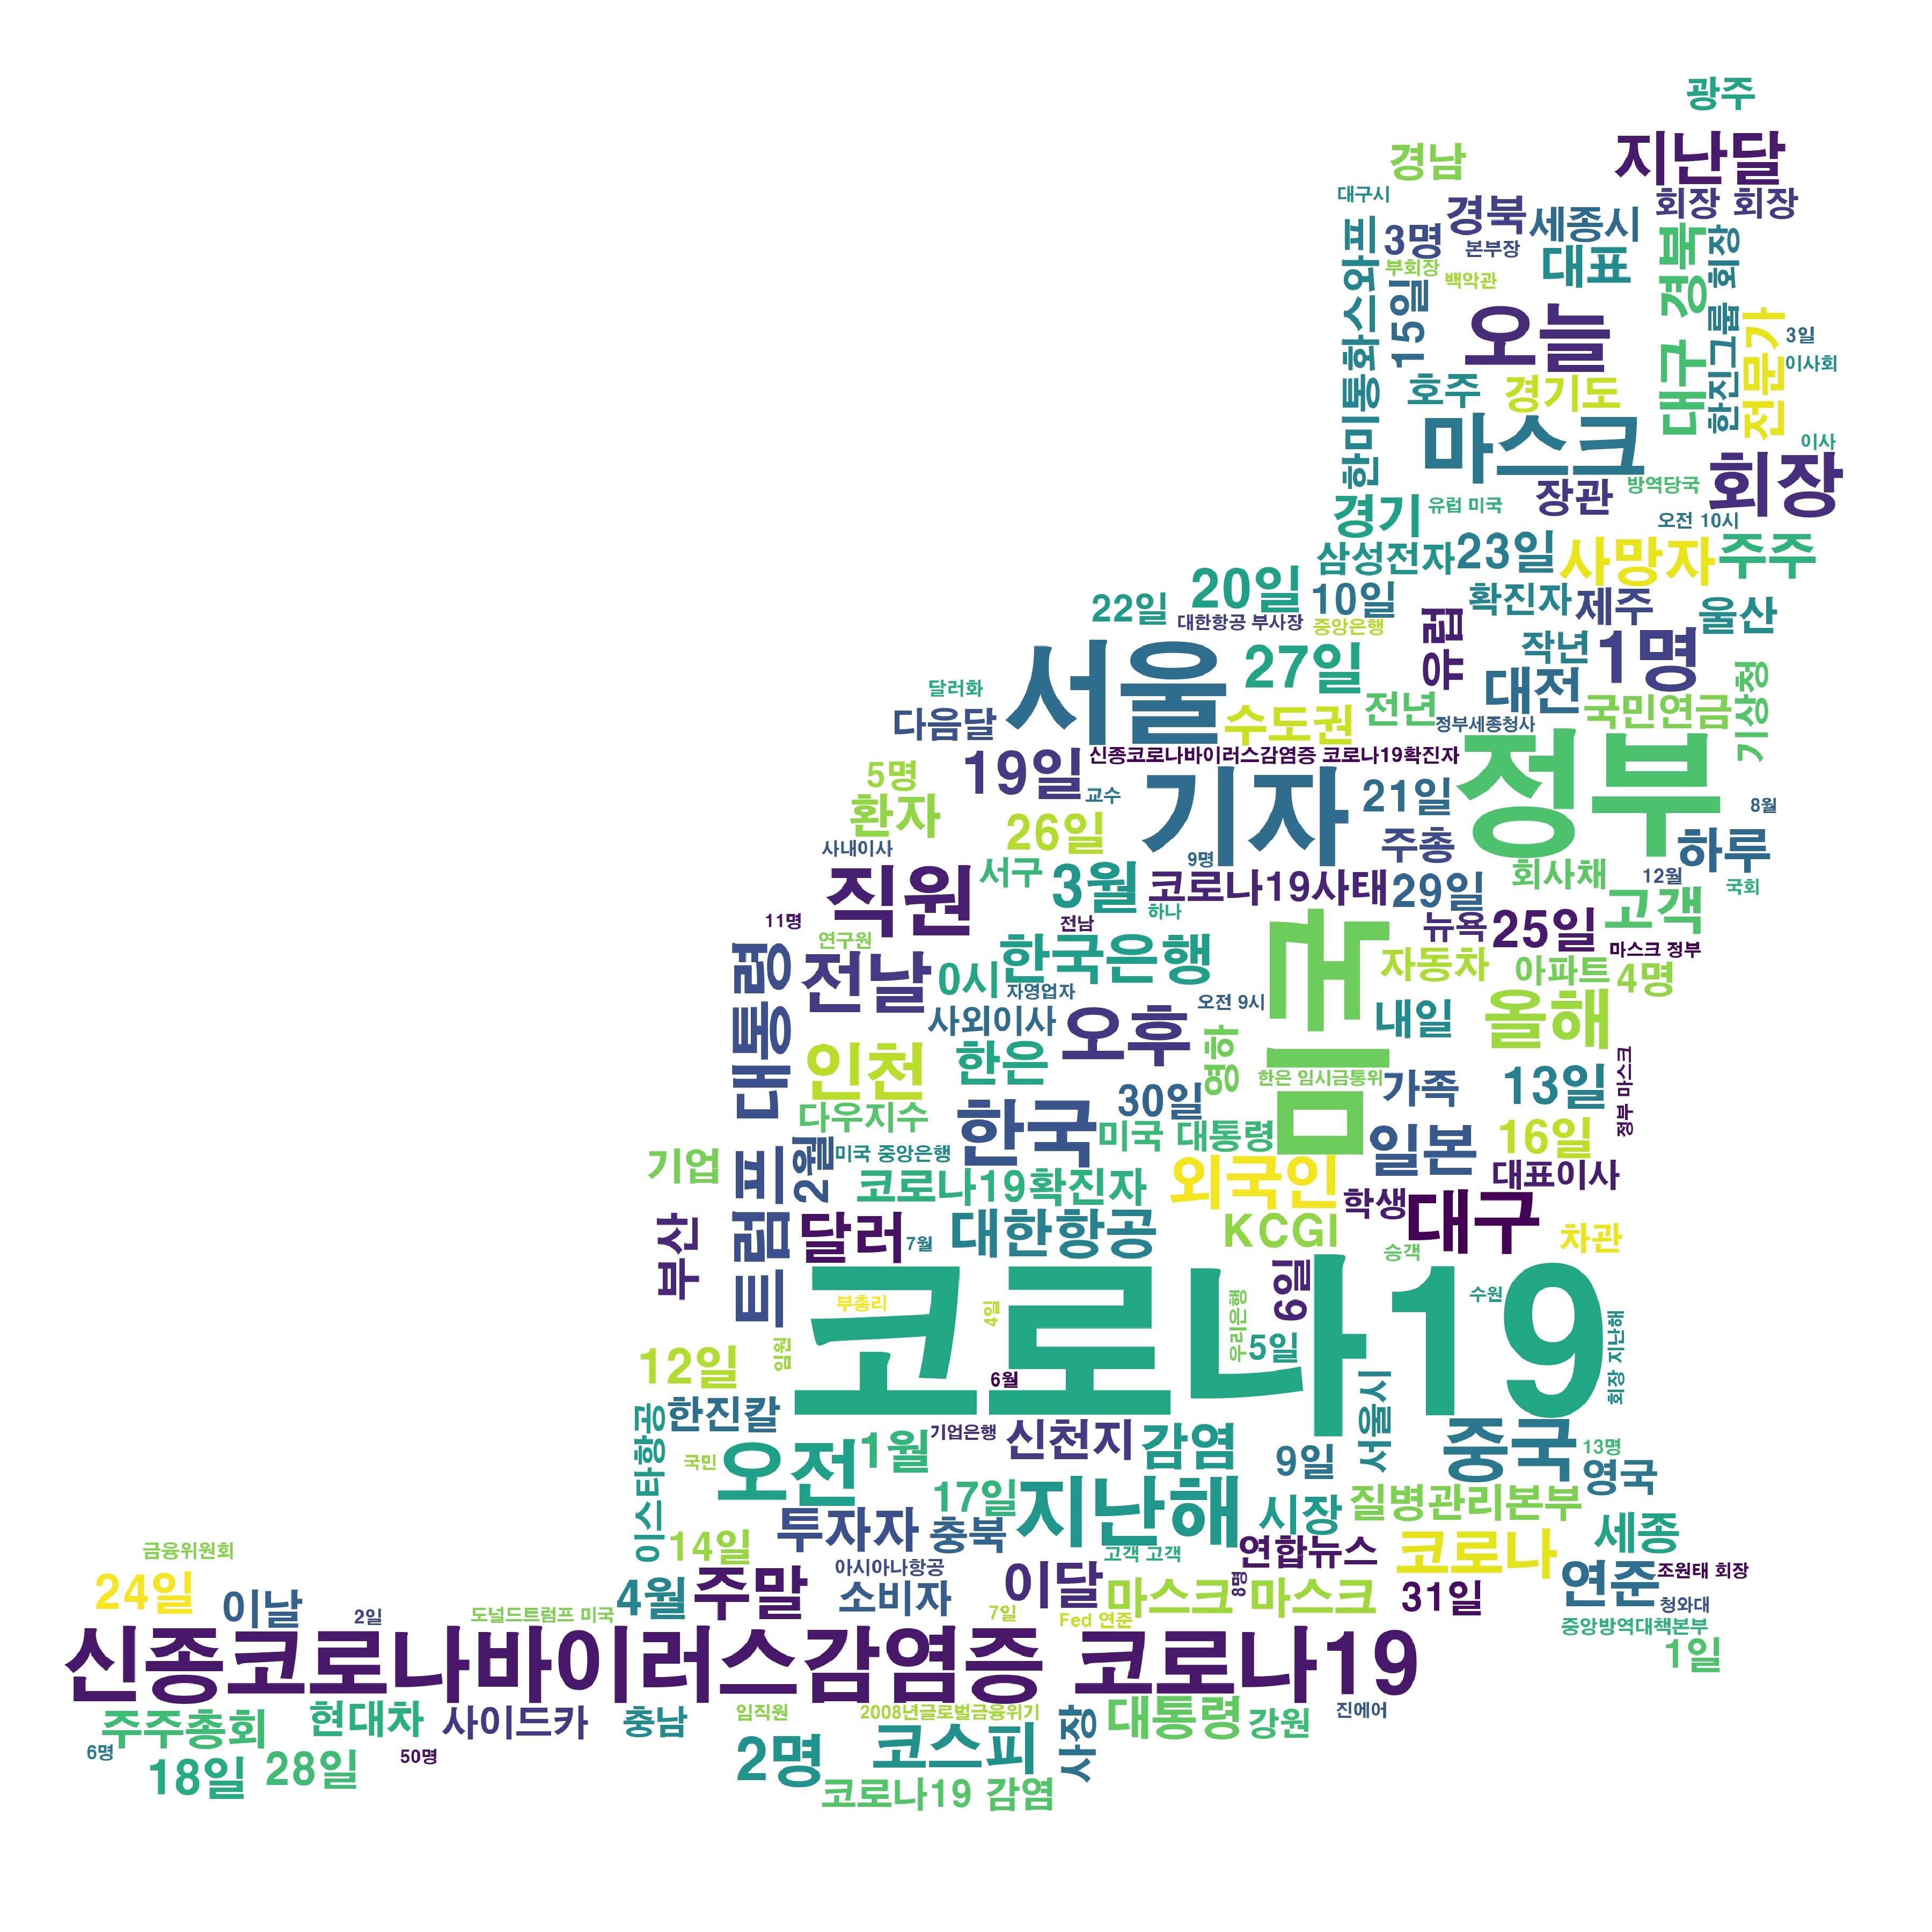 광주
지난달
경남
대구시
회장 회장
경북
세종시
3명
본부장
대표
부회장
백악관
한미통화스와프
15일
오늘
대구 경북
한진그룹 회장
전문가
3일
이사회
호주
경기도
마스크
이사
회장
장관
방역당국
경기
유럽 미국
오전 10시
삼성전자
23일
사망자
주주
22일
20일
10일
확진자
제주
울산
대한항공 부사장
중앙은행
유럽
작년
1명
서울
27일
달러화
다음달
수도권
전년
대전
국민연금
기상청
정부세종청사
정부
신종코로나바이러스감염증 코로나19확진자
19일
5명
교수
기자
21일
8월
환자
26일
주총
하루
사내이사
9명
직원
서구
3월
코로나19사태
29일
회사채
12월
국회
고객
11명
전남
하나
뉴욕
25일
연구원
한국은행
놈
마스크 정부
전날
0시
자영업자
오전 9시
자동차
아파트
4명
트럼프 대통령
사외이사
오후
내일
올해
인천
한은
영하
한은 임시금통위
가족
13일
정부 마스크
다우지수
30일
한국
미국 대통령
일본
16일
기업
2월
미국 중앙은행
코로나19확진자
외국인
학생
대표이사
부산
달러
7월
대한항공
KCGI
대구
차관
승객
코로나19
부총리
4일
우리은행
6일
5일
수원
회장 지난해
12일
임원
6월
한진칼
서울시
이스타항공
국민
오전
1월
기업은행
신천지
감염
9일
중국
13명
영국
17일
지난해
시장
질병관리본부
투자자
충북
14일
세종
금융위원회
고객 고객
연합뉴스
코로나
24일
이날
2일
도널드트럼프 미국
4월
주말
아시아나항공
소비자
이달
7일
Fed 연준
마스크 마스크
8명
31일
연준
조원태 회장
청와대
중앙방역대책본부
1일
신종코로나바이러스감염증 코로나19
주주총회
현대차
사이드카
충남
임직원
2008년글로벌금융위기
사장
대통령
강원
진에어
6명
18일
28일
50명
2명
코스피
코로나19 감염